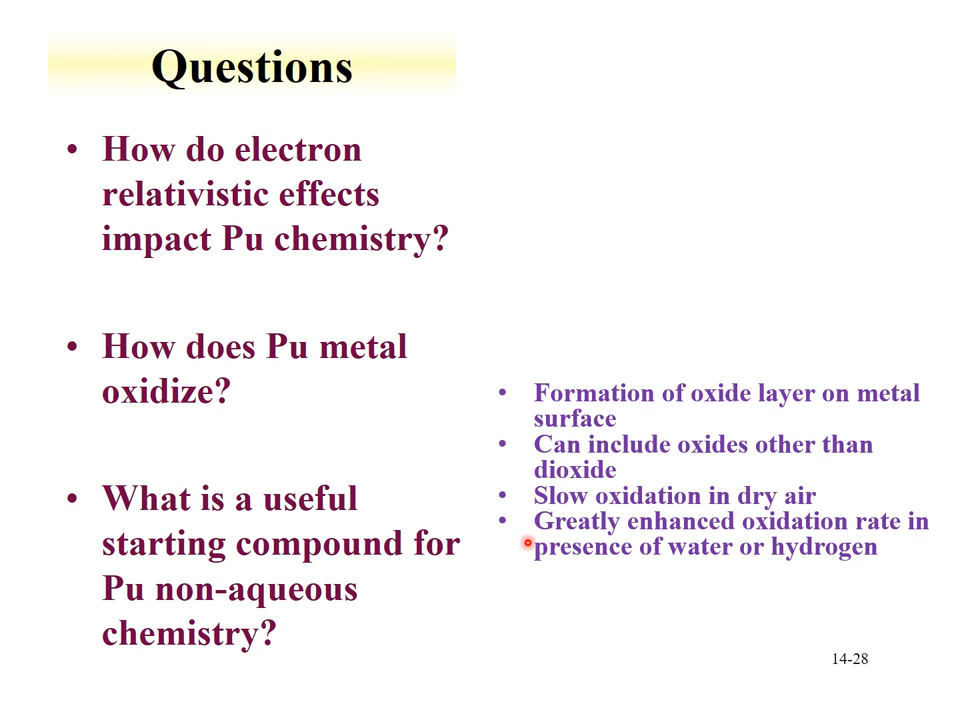 Questions
• How do electron
relativistic effects
impact Pu chemistry?
• How does Pu metal
oxidize?
• What is a useful
starting compound for
Pu non-aqueous
chemistry?
• Formation of oxide layer on metal
surface
• Can include oxides other than
dioxide
• Slow oxidation in dry air
• Greatly enhanced oxidation rate in
presence of water or hydrogen
14-28